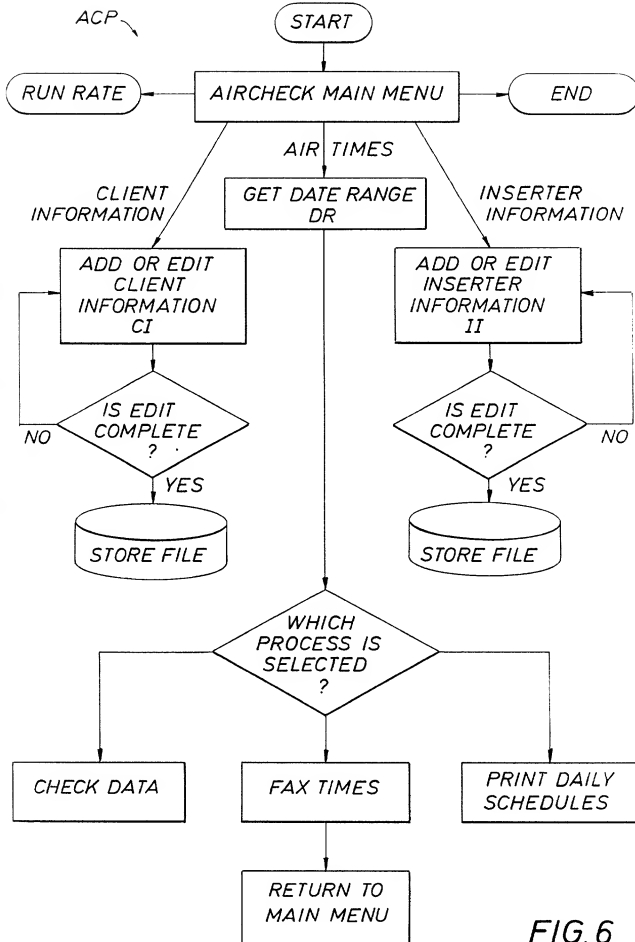 ACP
START
RUN RATE
AIRCHECK MAIN MENU
END
AIR TIMES
CLIENT
INFORMATION
GET DATE RANGE
DR
INSERTER
INFORMATION
ADD OR EDIT
CLIENT
INFORMATION
CI
ADD OR EDIT
INSERTER
INFORMATION
II
IS EDIT
COMPLETE
?
NO
YES
STORE FILE
IS EDIT
COMPLETE
?
NO
YES
STORE FILE
WHICH
PROCESS IS
SELECTED
?
CHECK DATA
FAX TIMES
PRINT DAILY
SCHEDULES
RETURN TO
MAIN MENU
FIG. 6